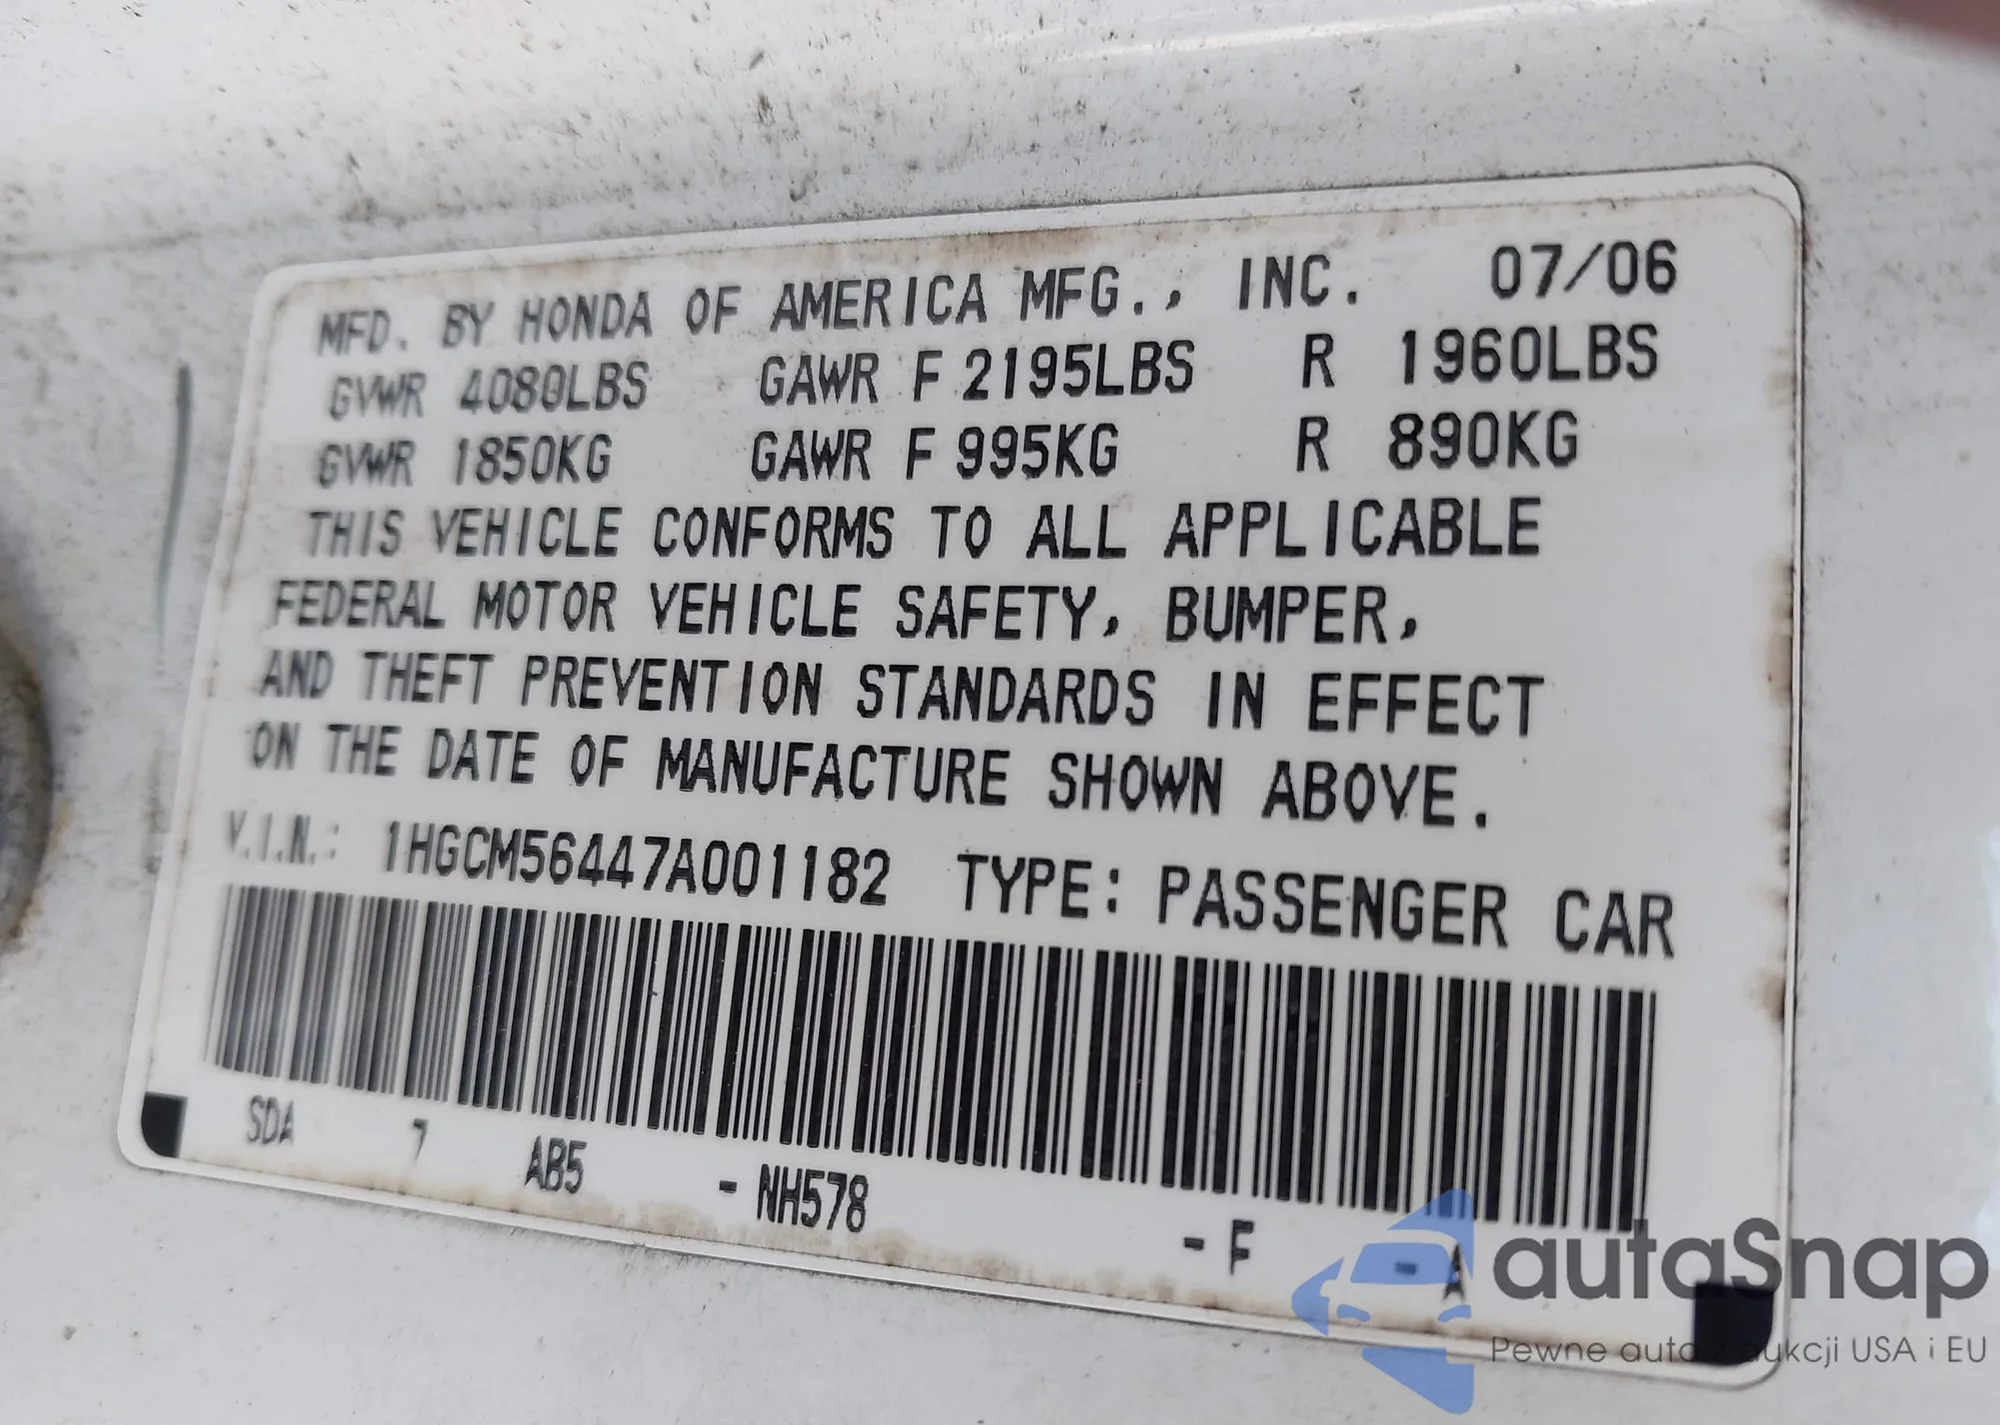 MFD. BY HONDA OF AMERICA MFG., INC. 07/06
GVWR 4080LBS GAWR F 2195LBS R 1960LBS
GVWR 1850KG GAWR F 995KG R 890KG
THIS VEHICLE CONFORMS TO ALL APPLICABLE
FEDERAL MOTOR VEHICLE SAFETY, BUMPER,
AND THEFT PREVENTION STANDARDS IN EFFECT
ON THE DATE OF MANUFACTURE SHOWN ABOVE.
V.I.N.: 1HGCM56447A001182 TYPE: PASSENGER CAR
SDA 7 AB5 - NH578 - F - A
autaSnap
Pewne auta z aukcji USA i EU